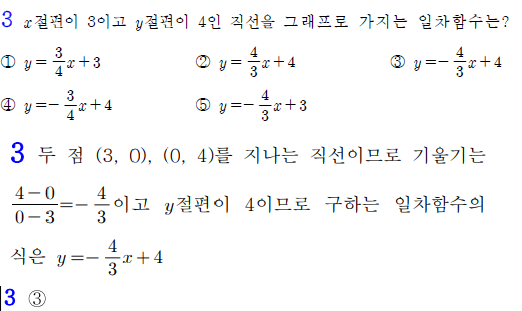 3 x절편이 3이고 y절편이 4인 직선을 그래프로 가지는 일차함수는?
① y=3/4x+3 ② y=4/3x+4 ③ y=-4/3x+4
④ y=-3/4x+4 ⑤ y=-4/3x+3
3 두 점 (3, 0), (0, 4)를 지나는 직선이므로 기울기는
4-0/0-3=-4/3이고 y절편이 4이므로 구하는 일차함수의
식은 y=-4/3x+4
3 ③